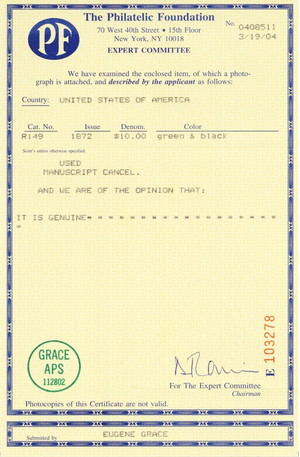 PF
The Philatelic Foundation
70 West 40th Street • 15th Floor
New York, NY 10018
EXPERT COMMITTEE
No. 0408511
3/19/04
We have examined the enclosed item, of which a photo-
graph is attached, and described by the applicant as follows:
Country: UNITED STATES OF AMERICA
Cat. No. Issue Denom. Color
R149 1872 $10.00 green & black
Scott's unless otherwise specified.
USED
MANUSCRIPT CANCEL.
AND WE ARE OF THE OPINION THAT:
IT IS GENUINE
GRACE
APS
112802
For The Expert Committee
Chairman
E 103278
Photocopies of this Certificate are not valid.
Submitted by EUGENE GRACE